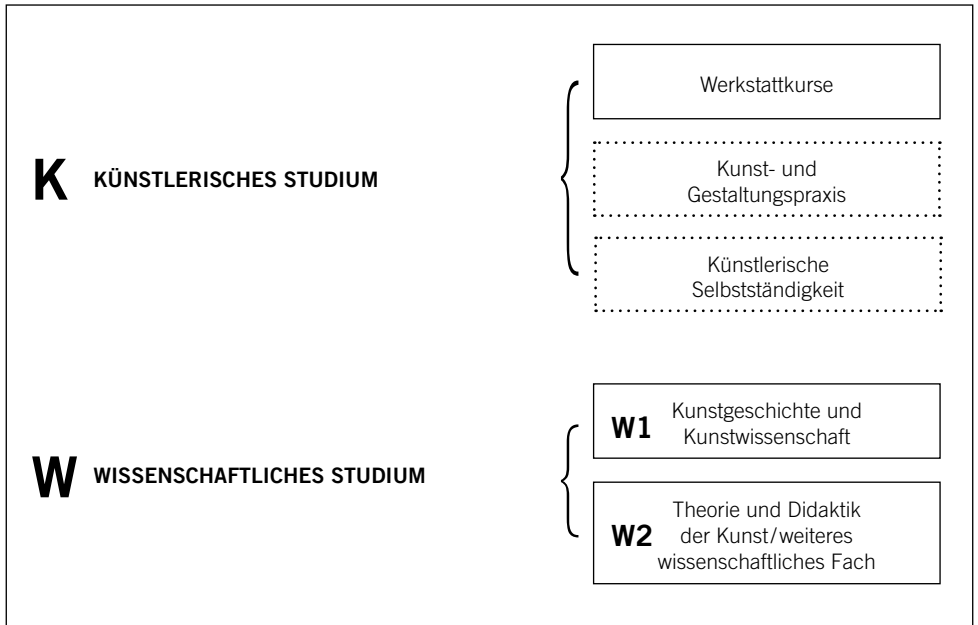 K KÜNSTLERISCHES STUDIUM
Werkstattkurse
Kunst- und
Gestaltungspraxis
Künstlerische
Selbstständigkeit
W WISSENSCHAFTLICHES STUDIUM
W1 Kunstgeschichte und
Kunstwissenschaft
W2 Theorie und Didaktik
der Kunst/weiteres
wissenschaftliches Fach